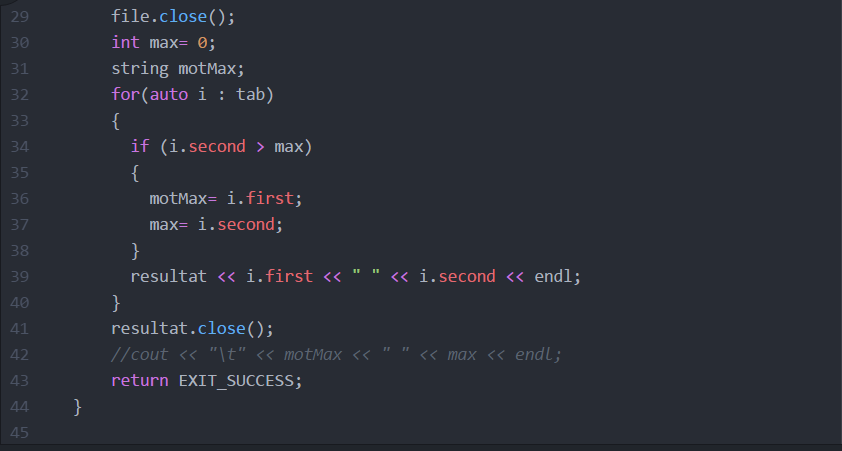 29 file.close();
30 int max= 0;
31 string motMax;
32 for(auto i : tab)
33 {
34 if (i.second > max)
35 {
36 motMax= i.first;
37 max= i.second;
38 }
39 resultat << i.first << " " << i.second << endl;
40 }
41 resultat.close();
42 //cout << "\t" << motMax << " " << max << endl;
43 return EXIT_SUCCESS;
44 }
45